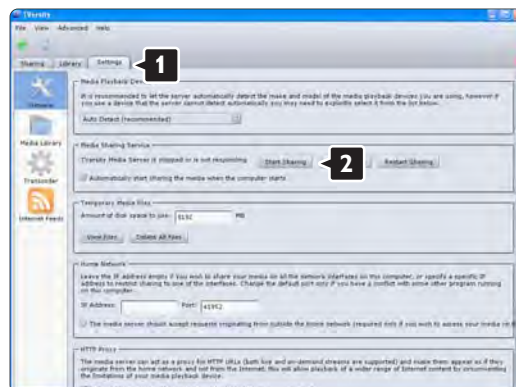 TVersity
File View Advanced Help
Sharing Library Settings
1
Media Playback Device
It is recommended to let the server automatically detect the make and model of the media playback devices you are using, however if
you use a device that the server cannot detect automatically you may need to explicitly select it from the list below.
Auto Detect (recommended)
Media Library
Media Sharing Service
TVersity Media Server is stopped or is not responding Start Sharing 2 Restart Sharing
Automatically start sharing the media when the computer starts
Transcoder
Temporary Media Files
Amount of disk space to use: 8192 MB
Internet Feeds
View Files Delete All Files
Home Network
Leave the IP address empty if you wish to share your media on all the network interfaces on this computer, or specify a specific IP
address to restrict sharing to one of the interfaces. Change the default port only if you have a conflict with some other program running
on this computer.
IP Address: Port: 41952
The media server should accept requests originating from outside the home network (required only if you wish to access your media on th
HTTP Proxy
The media server can act as a proxy for HTTP URLs (both live and on-demand streams are supported) and make them appear as if they
originate from the home network and not from the Internet, this will allow playback of a wider range of Internet content by circumventing
the limitations of your media playback device.